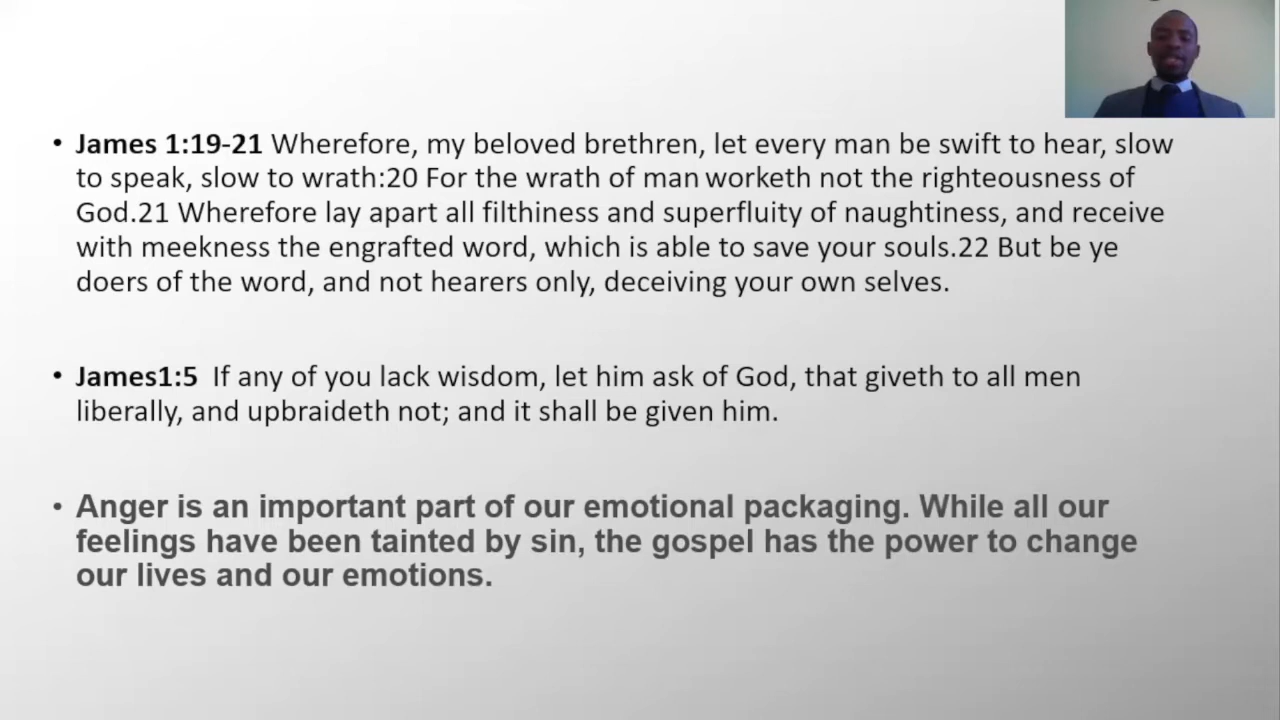 • James 1:19-21 Wherefore, my beloved brethren, let every man be swift to hear, slow
to speak, slow to wrath:20 For the wrath of man worketh not the righteousness of
God.21 Wherefore lay apart all filthiness and superfluity of naughtiness, and receive
with meekness the engrafted word, which is able to save your souls.22 But be ye
doers of the word, and not hearers only, deceiving your own selves.
• James1:5 If any of you lack wisdom, let him ask of God, that giveth to all men
liberally, and upbraideth not; and it shall be given him.
• Anger is an important part of our emotional packaging. While all our
feelings have been tainted by sin, the gospel has the power to change
our lives and our emotions.